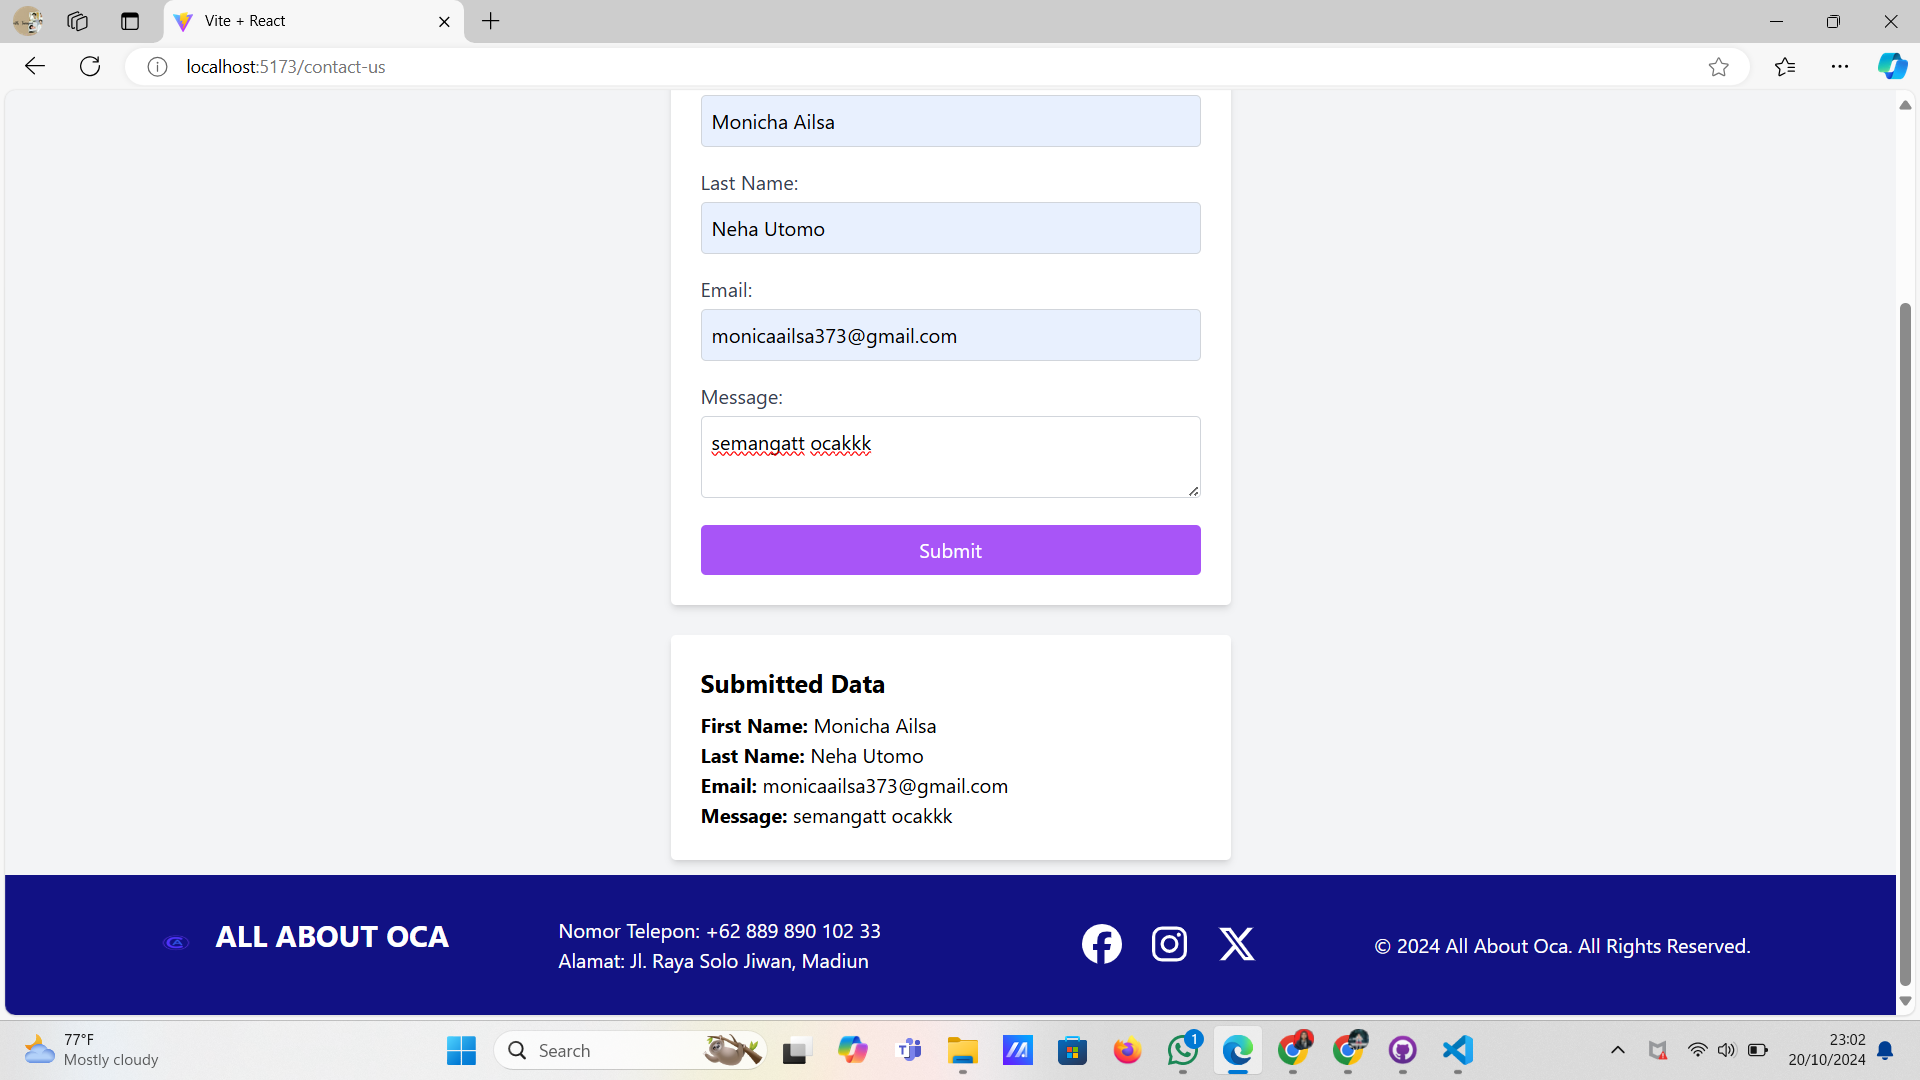 Vite + React
localhost:5173/contact-us
Monicha Ailsa
Last Name:
Neha Utomo
Email:
monicaailsa373@gmail.com
Message:
semangatt ocakkk
Submit
Submitted Data
First Name: Monicha Ailsa
Last Name: Neha Utomo
Email: monicaailsa373@gmail.com
Message: semangatt ocakkk
ALL ABOUT OCA
Nomor Telepon: +62 889 890 102 33
Alamat: Jl. Raya Solo Jiwan, Madiun
© 2024 All About Oca. All Rights Reserved.
77°F
Mostly cloudy
Search
1
23:02
20/10/2024